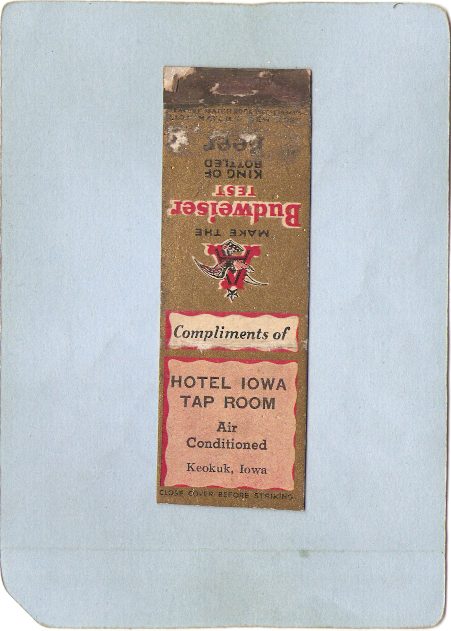 Beer
KING OF
BOTTLED
TEST
Budweiser
MAKE THE
A
Compliments of
HOTEL IOWA
TAP ROOM
Air
Conditioned
Keokuk, Iowa
CLOSE COVER BEFORE STRIKING